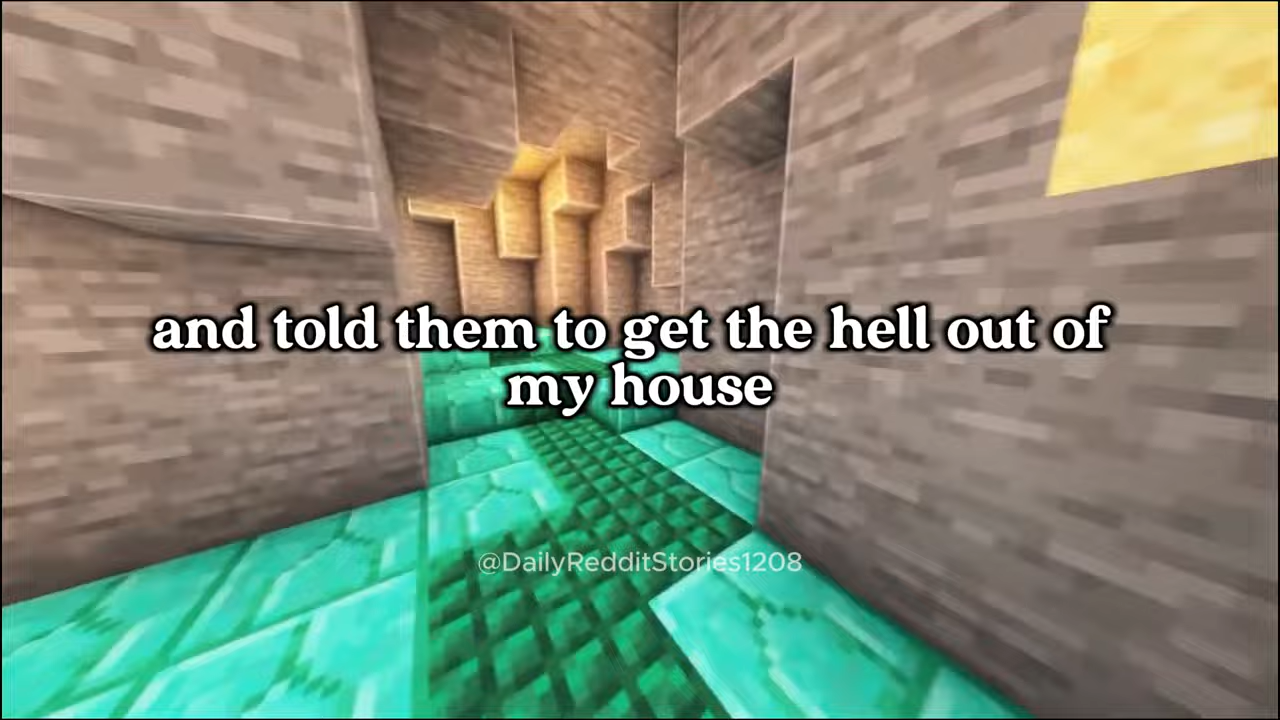 and told them to get the hell out of
my house
@DailyRedditStories1208